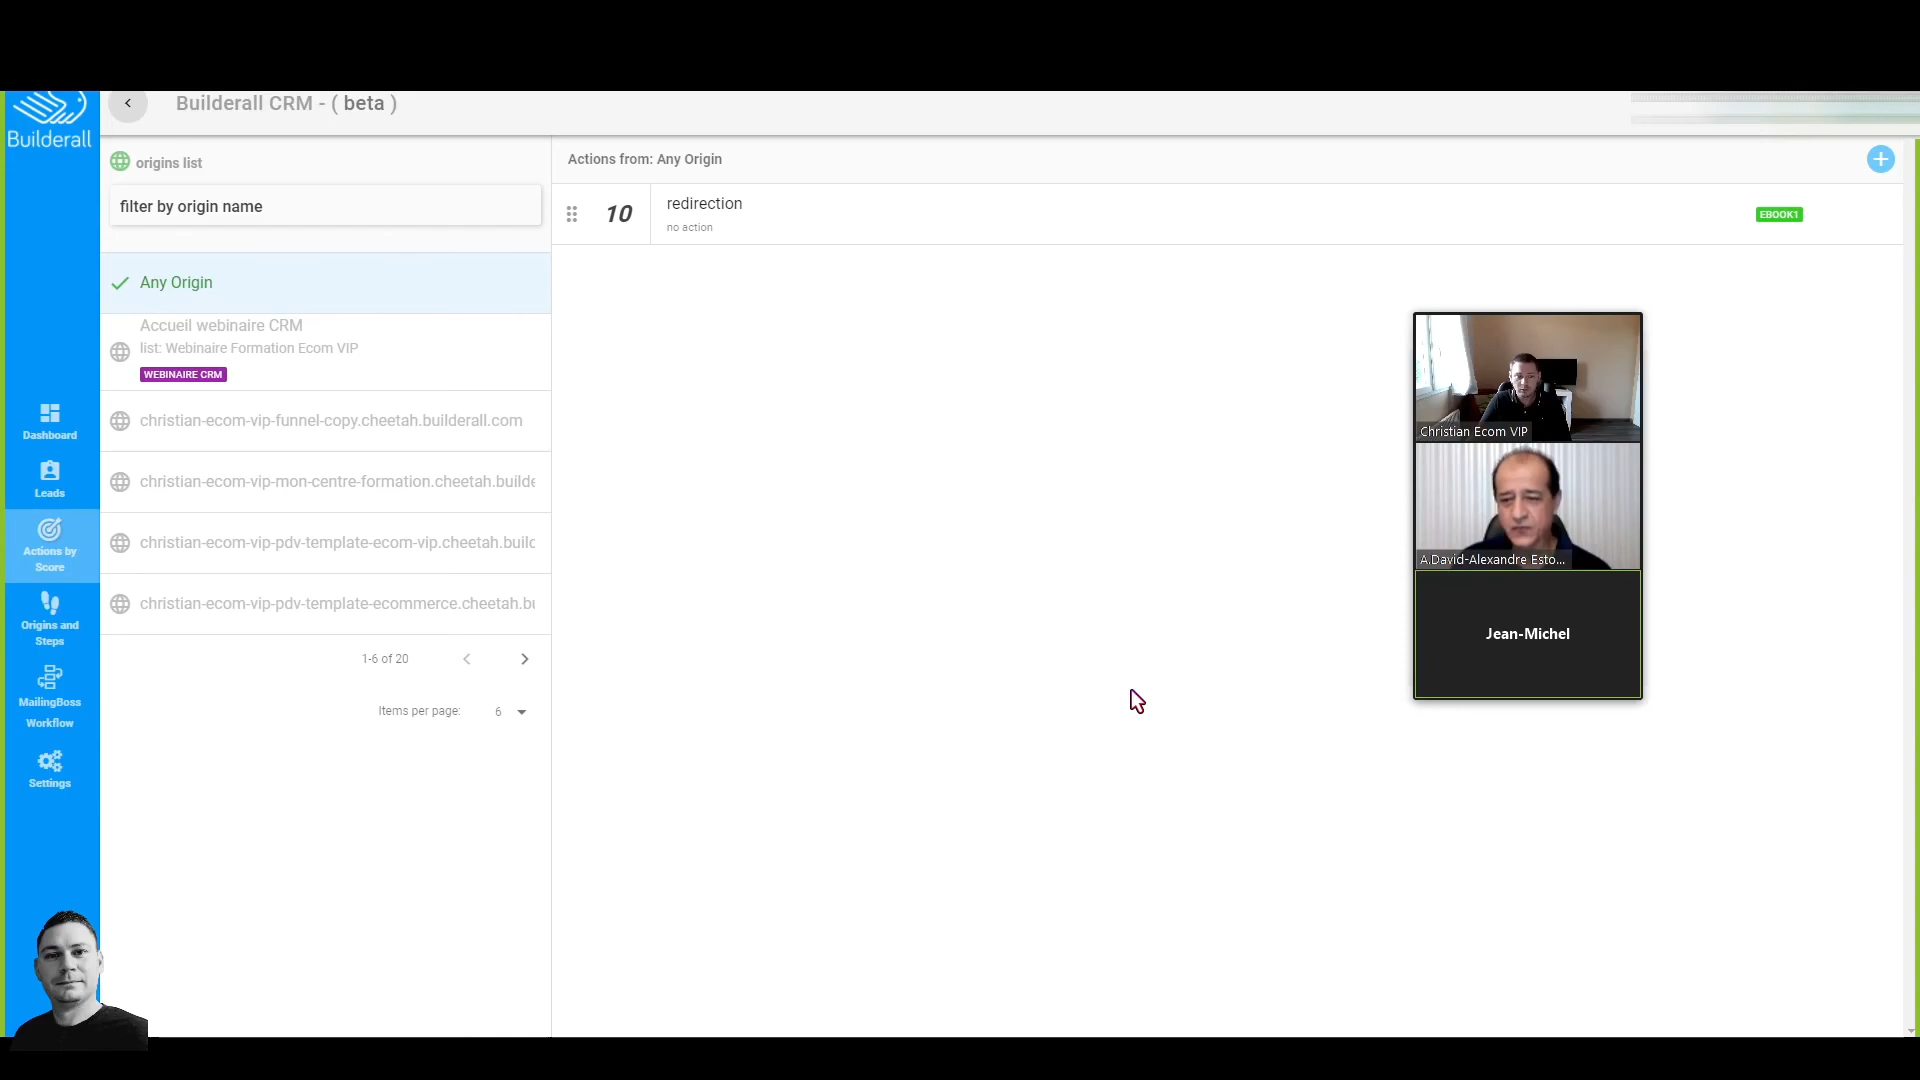 Builderall
Builderall CRM - ( beta )
origins list
filter by origin name
Any Origin
Accueil webinaire CRM
list: Webinaire Formation Ecom VIP
WEBINAIRE CRM
christian-ecom-vip-funnel-copy.cheetah.builderall.com
christian-ecom-vip-mon-centre-formation.cheetah.builde
christian-ecom-vip-pdv-template-ecom-vip.cheetah.builc
christian-ecom-vip-pdv-template-ecommerce.cheetah.bu
1-6 of 20
Items per page: 6
Dashboard
Leads
Actions by
Score
Origins and
Steps
MailingBoss
Workflow
Settings
Actions from: Any Origin
10
redirection
no action
EBOOK1
Christian Ecom VIP
A.David-Alexandre Esto...
Jean-Michel